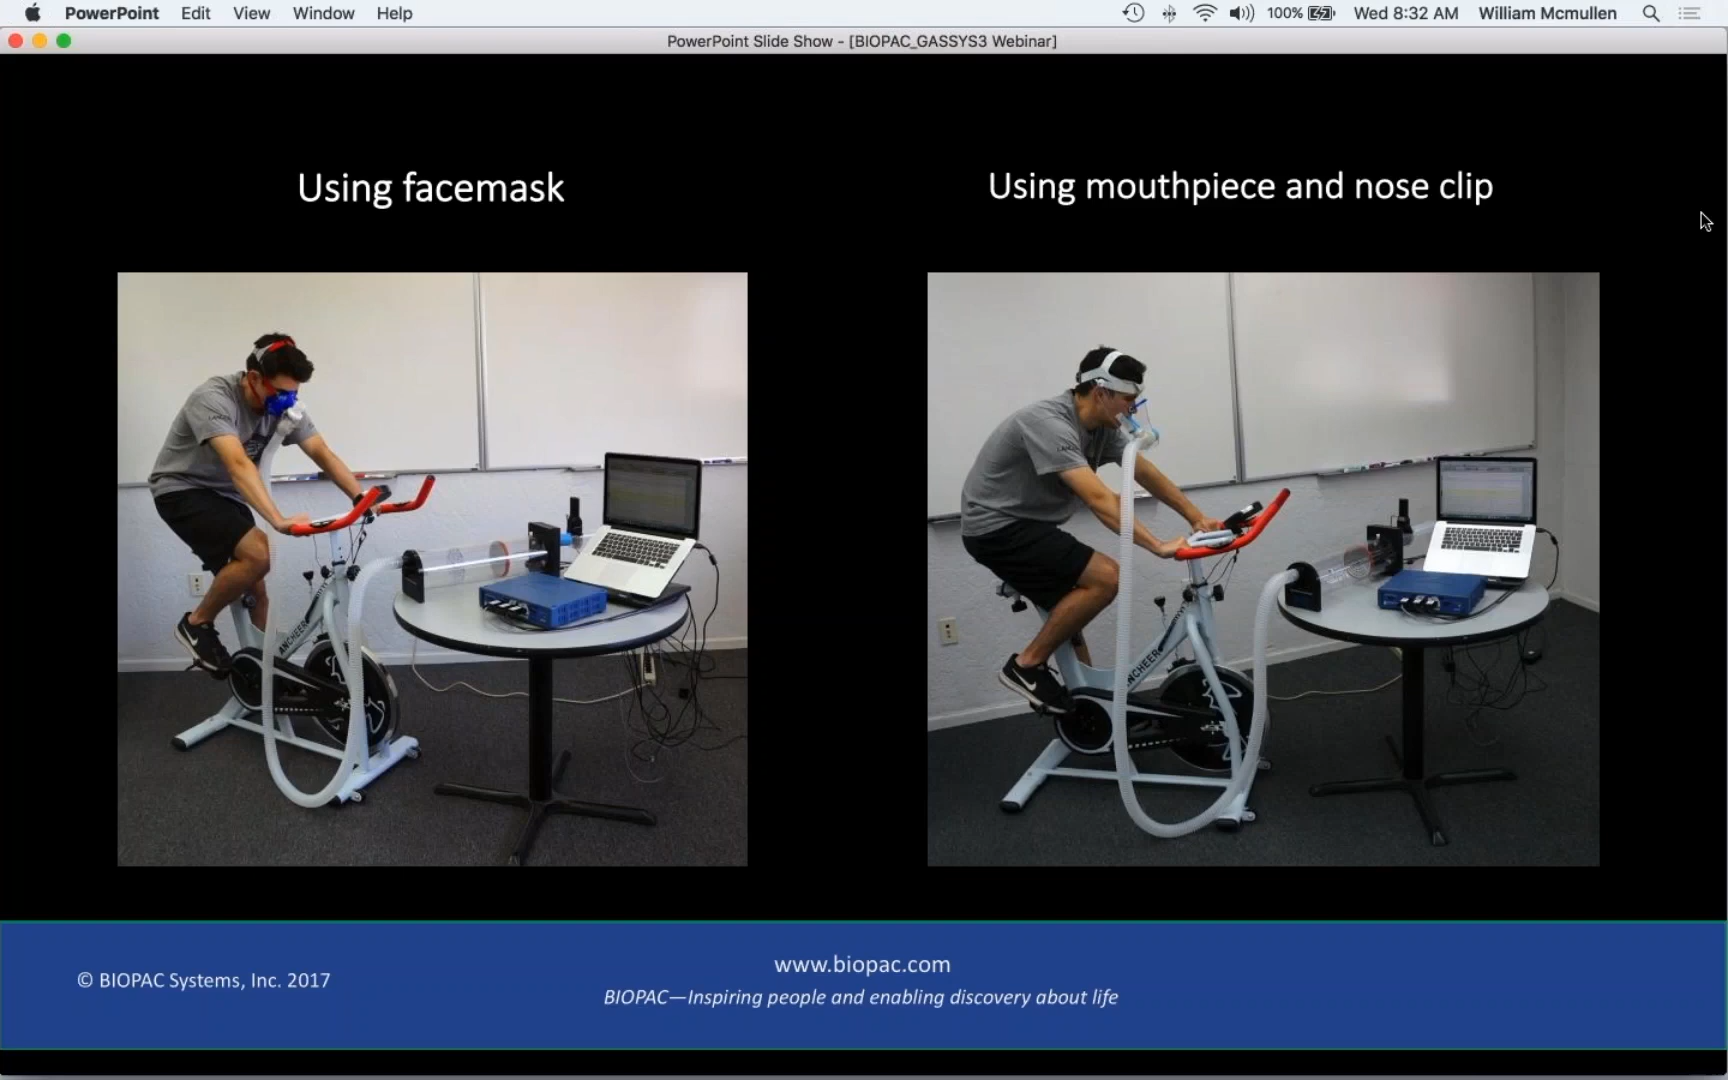 PowerPoint Edit View Window Help 100% Wed 8:32 AM William Mcmullen
PowerPoint Slide Show - [BIOPAC_GASSYS3 Webinar]
Using facemask
Using mouthpiece and nose clip
ANCHEER
ANCHEER
© BIOPAC Systems, Inc. 2017
www.biopac.com
BIOPAC—Inspiring people and enabling discovery about life